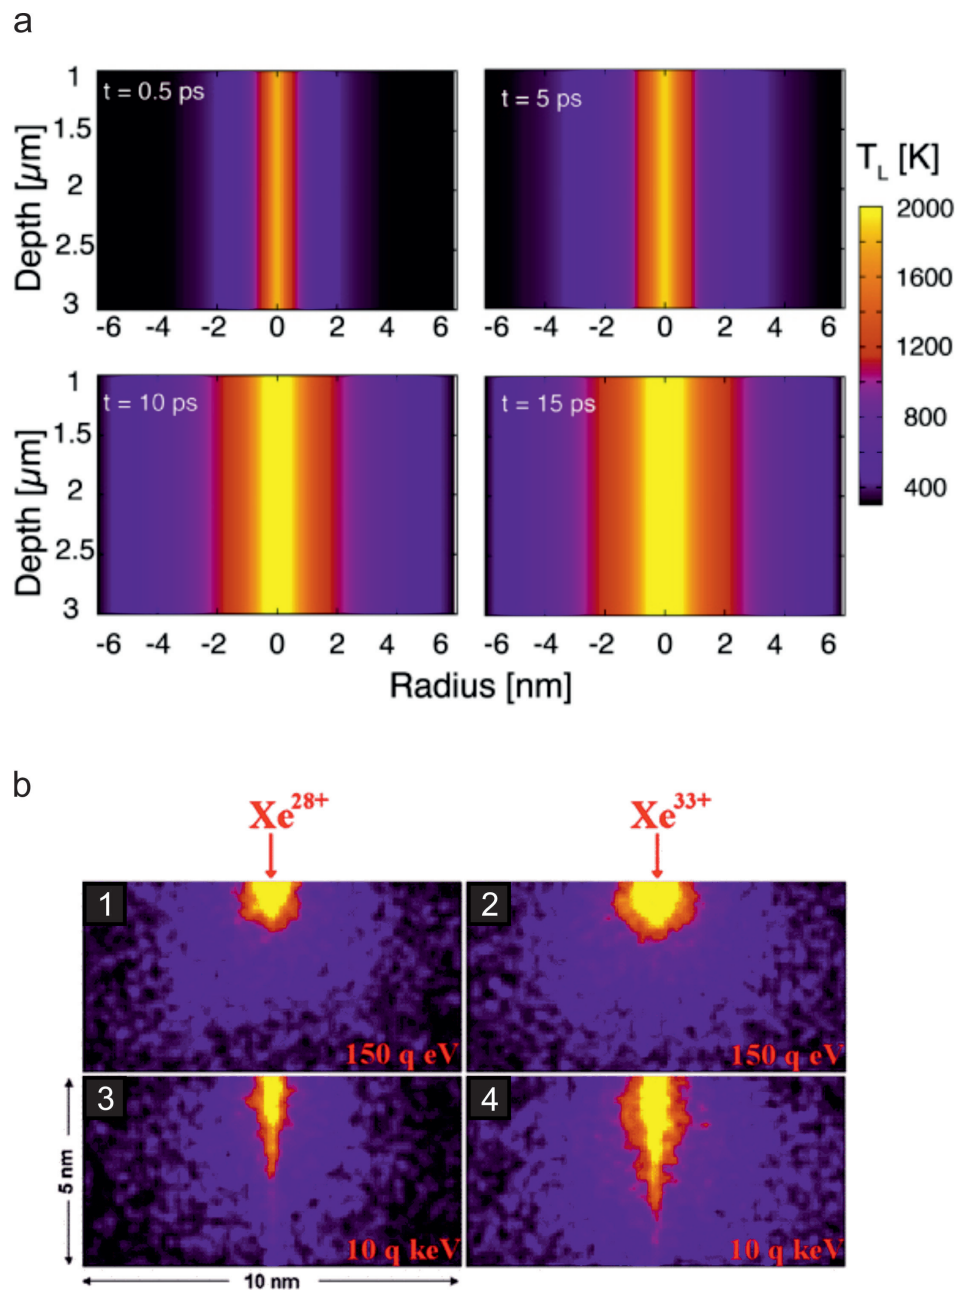 a
t = 0.5 ps
t = 5 ps
Depth [µm]
1
1.5
2
2.5
3
-6 -4 -2 0 2 4 6
-6 -4 -2 0 2 4 6
T_L [K]
2000
1600
1200
800
400
t = 10 ps
t = 15 ps
Depth [µm]
1
1.5
2
2.5
3
-6 -4 -2 0 2 4 6
-6 -4 -2 0 2 4 6
Radius [nm]
b
Xe²⁸⁺
Xe³³⁺
1
150 q eV
2
150 q eV
3
10 q keV
4
10 q keV
5 nm
10 nm